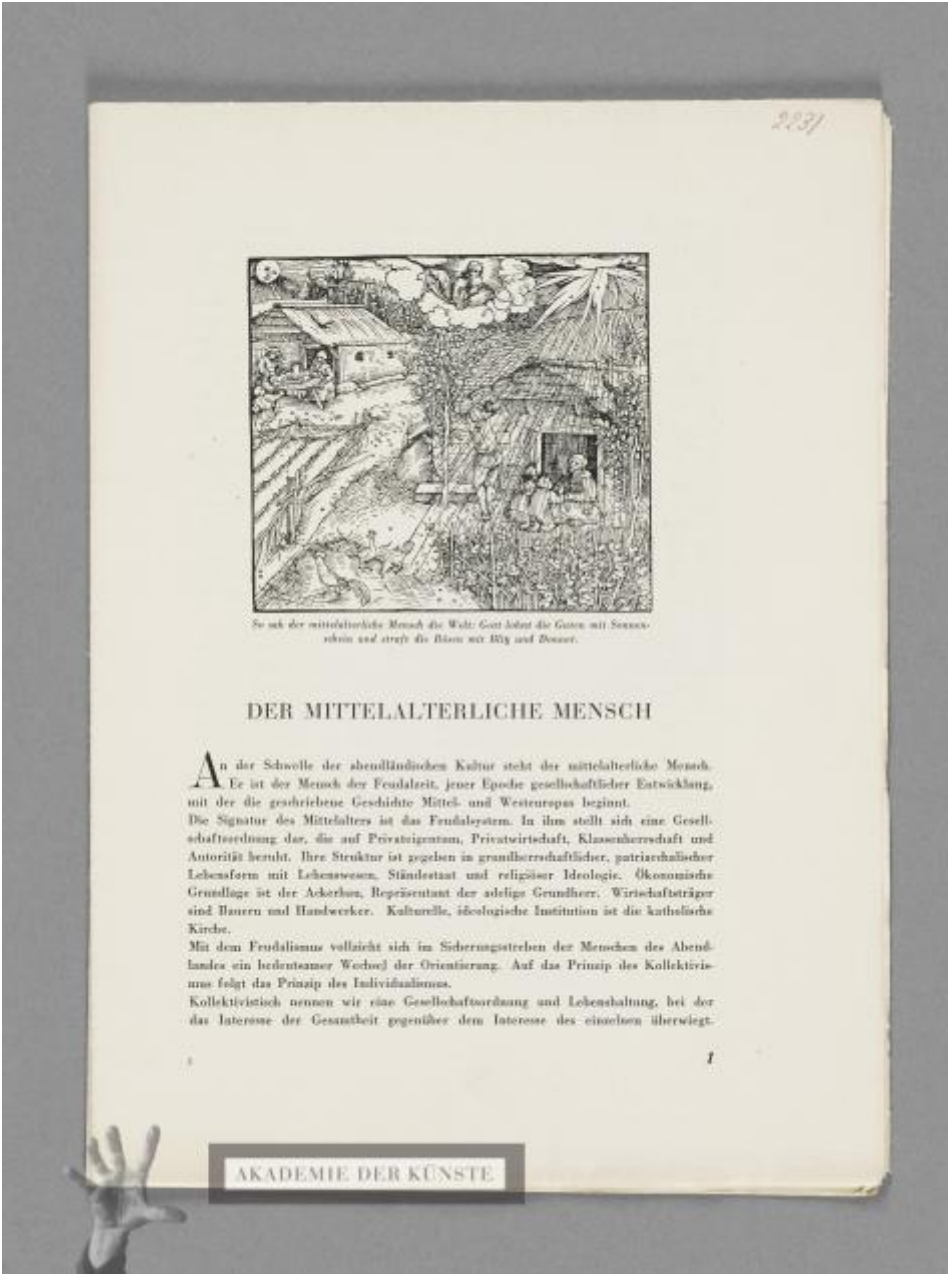 2231
So sah der mittelalterliche Mensch die Welt: Gott lohnt die Guten mit Sonnen-
schein und straft die Bösen mit Blitz und Donner.
DER MITTELALTERLICHE MENSCH
An der Schwelle der abendländischen Kultur steht der mittelalterliche Mensch.
Er ist der Mensch der Feudalzeit, jener Epoche gesellschaftlicher Entwicklung,
mit der die geschriebene Geschichte Mittel- und Westeuropas beginnt.
Die Signatur des Mittelalters ist das Feudalsystem. In ihm stellt sich eine Gesell-
schaftsordnung dar, die auf Privateigentum, Privatwirtschaft, Klassenherrschaft und
Autorität beruht. Ihre Struktur ist gegeben in grundherrschaftlicher, patriarchalischer
Lebensform mit Lehenswesen, Ständestaat und religiöser Ideologie. Ökonomische
Grundlage ist der Ackerbau, Repräsentant der adelige Grundherr. Wirtschaftsträger
sind Bauern und Handwerker. Kulturelle, ideologische Institution ist die katholische
Kirche.
Mit dem Feudalismus vollzieht sich im Sicherungsstreben der Menschen des Abend-
landes ein bedeutsamer Wechsel der Orientierung. Auf das Prinzip des Kollektivis-
mus folgt das Prinzip des Individualismus.
Kollektivistisch nennen wir eine Gesellschaftsordnung und Lebenshaltung, bei der
das Interesse der Gesamtheit gegenüber dem Interesse des einzelnen überwiegt.
1
AKADEMIE DER KÜNSTE